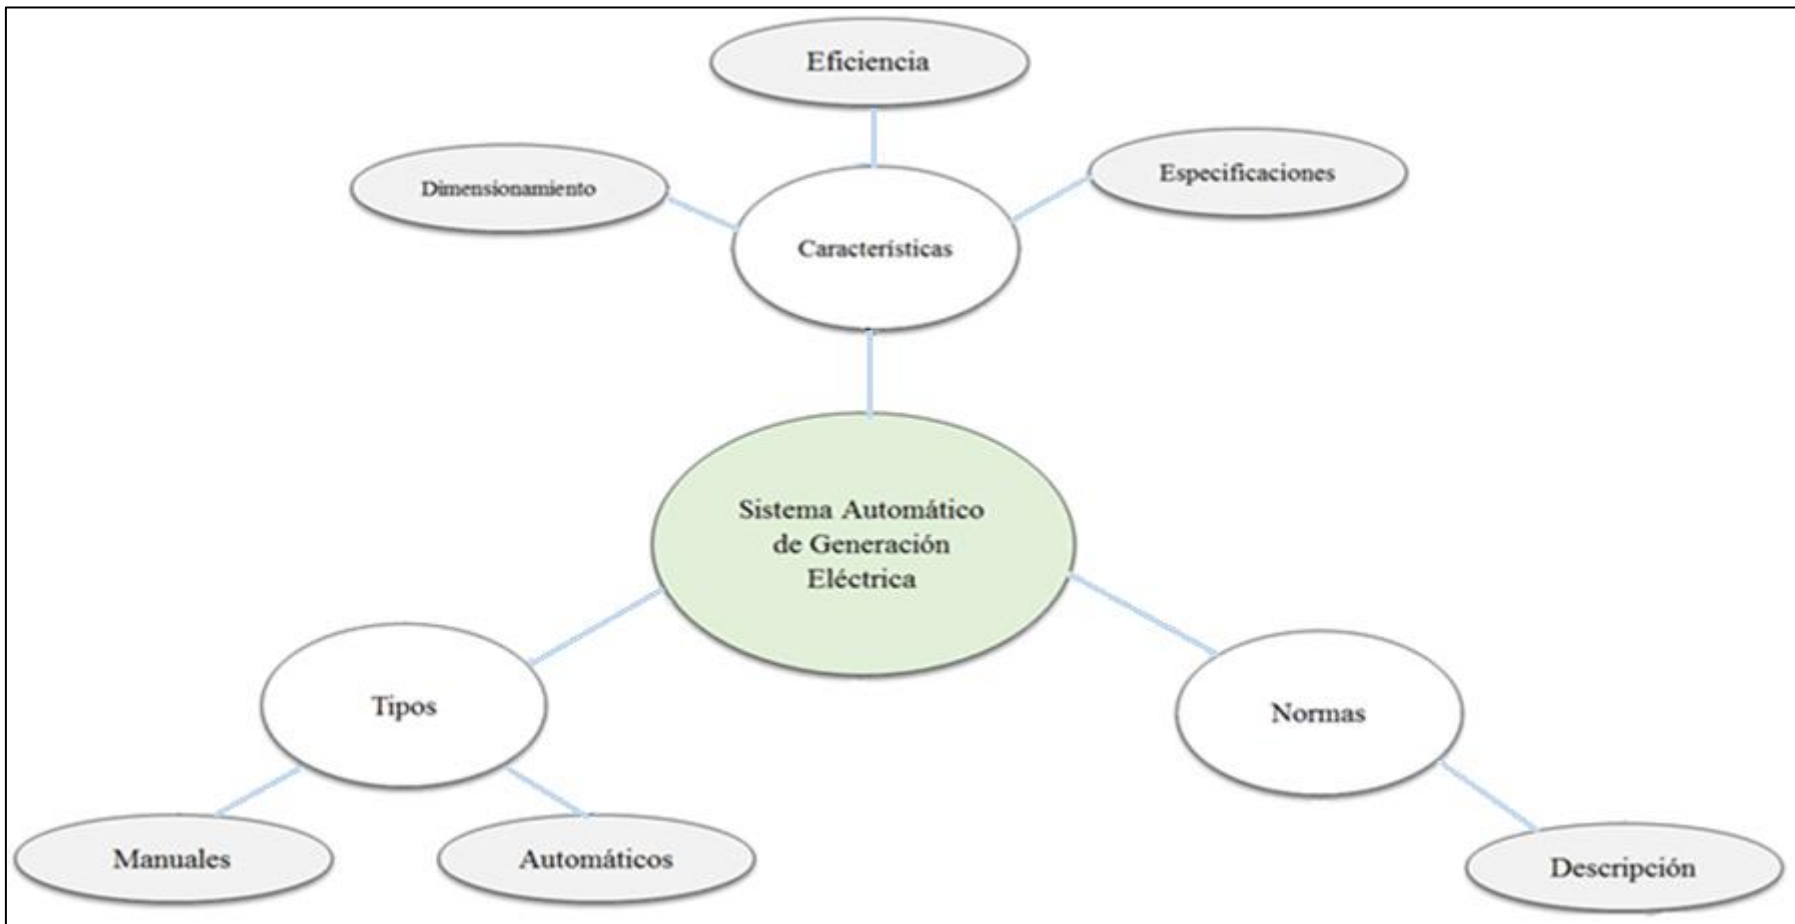 Eficiencia
Dimensionamiento
Especificaciones
Características
Sistema Automático
de Generación
Eléctrica
Tipos
Normas
Manuales
Automáticos
Descripción